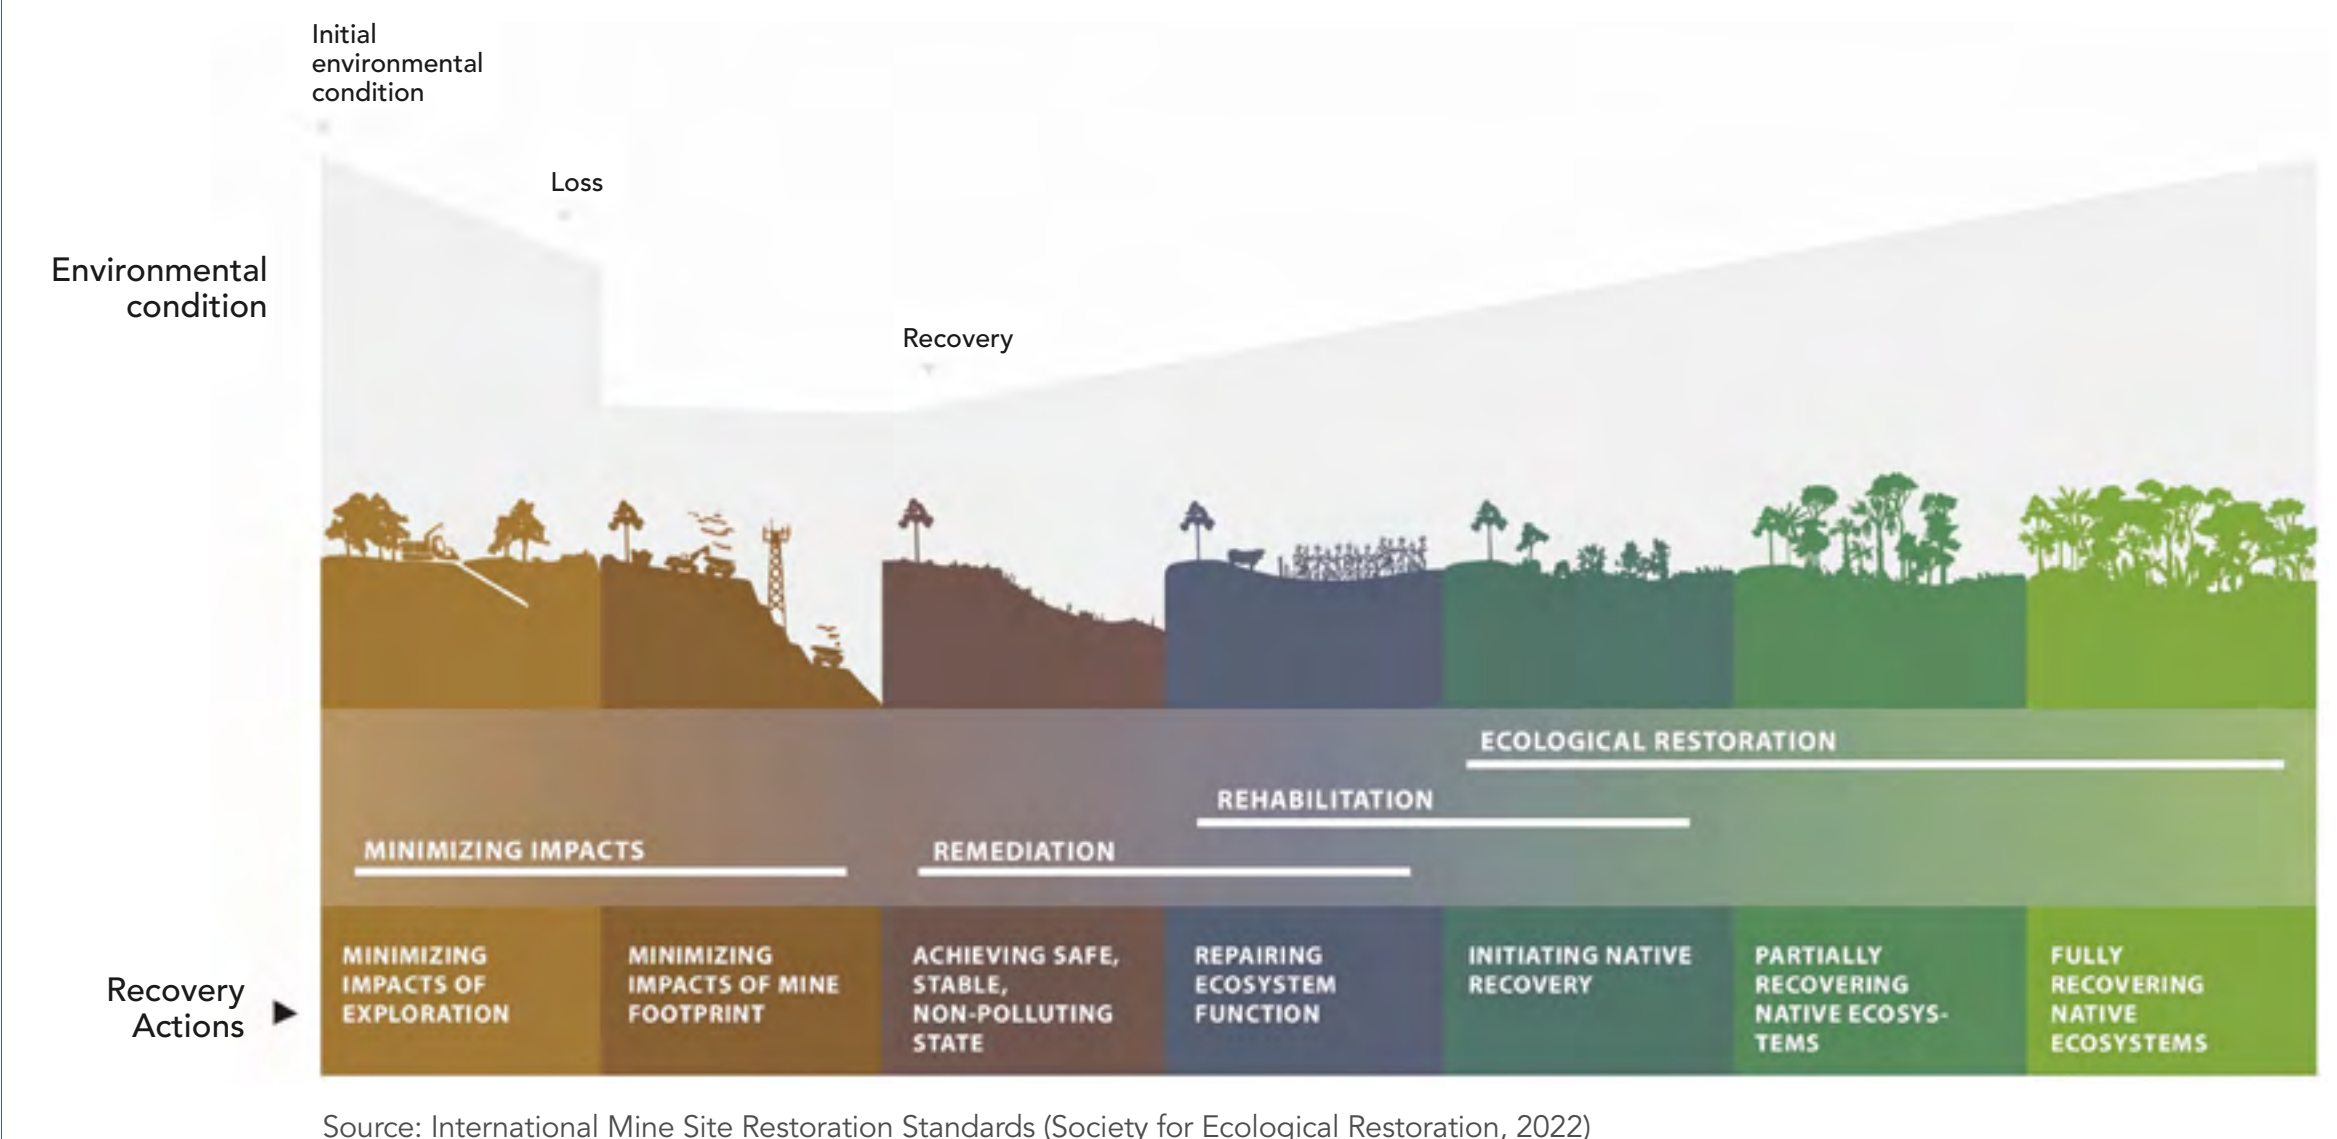 Initial
environmental
condition
Loss
Environmental
condition
Recovery
ECOLOGICAL RESTORATION
REHABILITATION
MINIMIZING IMPACTS
REMEDIATION
Recovery
Actions
MINIMIZING
IMPACTS OF
EXPLORATION
MINIMIZING
IMPACTS OF MINE
FOOTPRINT
ACHIEVING SAFE,
STABLE,
NON-POLLUTING
STATE
REPAIRING
ECOSYSTEM
FUNCTION
INITIATING NATIVE
RECOVERY
PARTIALLY
RECOVERING
NATIVE ECOSYS-
TEMS
FULLY
RECOVERING
NATIVE
ECOSYSTEMS
Source: International Mine Site Restoration Standards (Society for Ecological Restoration, 2022)